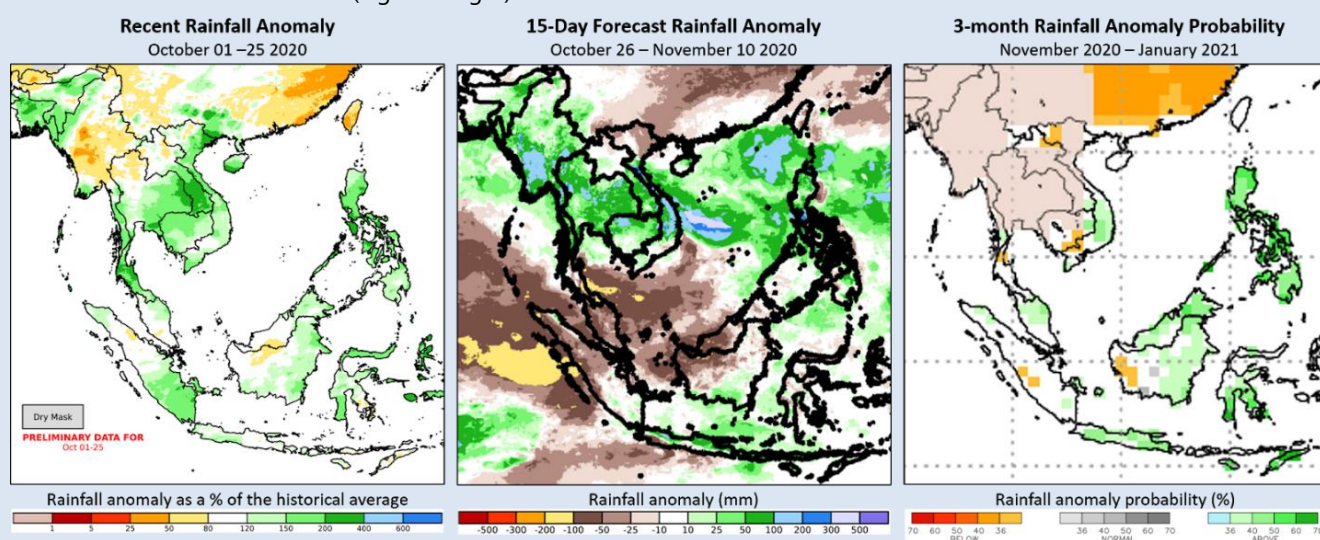 Recent Rainfall Anomaly
October 01 –25 2020
15-Day Forecast Rainfall Anomaly
October 26 – November 10 2020
3-month Rainfall Anomaly Probability
November 2020 – January 2021
Dry Mask
PRELIMINARY DATA FOR
Oct 01-25
Rainfall anomaly as a % of the historical average
1 5 25 50 80 120 150 200 400 600
Rainfall anomaly (mm)
-500 -300 -200 -100 -50 -25 -10 10 25 50 100 200 300 500
Rainfall anomaly probability (%)
70 60 50 40 36 36 40 50 60 70 36 40 50 60 70
BELOW NORMAL ABOVE